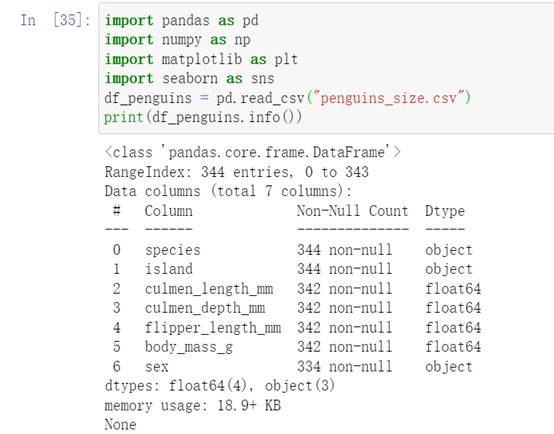 In [35]: import pandas as pd
import numpy as np
import matplotlib as plt
import seaborn as sns
df_penguins = pd.read_csv("penguins_size.csv")
print(df_penguins.info())
<class 'pandas.core.frame.DataFrame'>
RangeIndex: 344 entries, 0 to 343
Data columns (total 7 columns):
 #   Column             Non-Null Count  Dtype
---  ------             --------------  -----
 0   species            344 non-null    object
 1   island             344 non-null    object
 2   culmen_length_mm   342 non-null    float64
 3   culmen_depth_mm    342 non-null    float64
 4   flipper_length_mm  342 non-null    float64
 5   body_mass_g        342 non-null    float64
 6   sex                334 non-null    object
dtypes: float64(4), object(3)
memory usage: 18.9+ KB
None